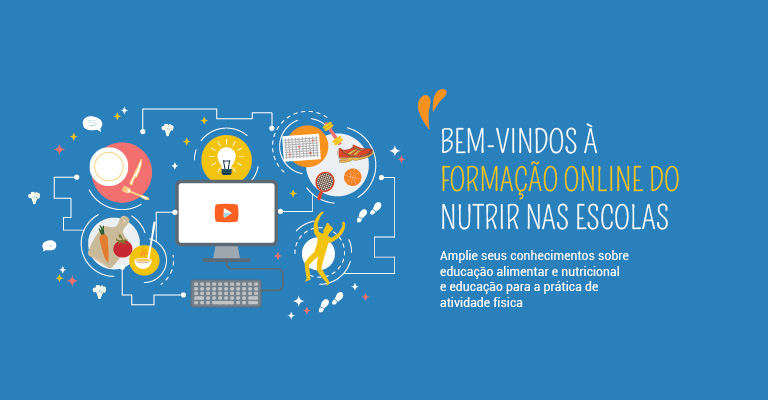 BEM-VINDOS À
FORMAÇÃO ONLINE DO
NUTRIR NAS ESCOLAS
Amplie seus conhecimentos sobre
educação alimentar e nutricional
e educação para a prática de
atividade física